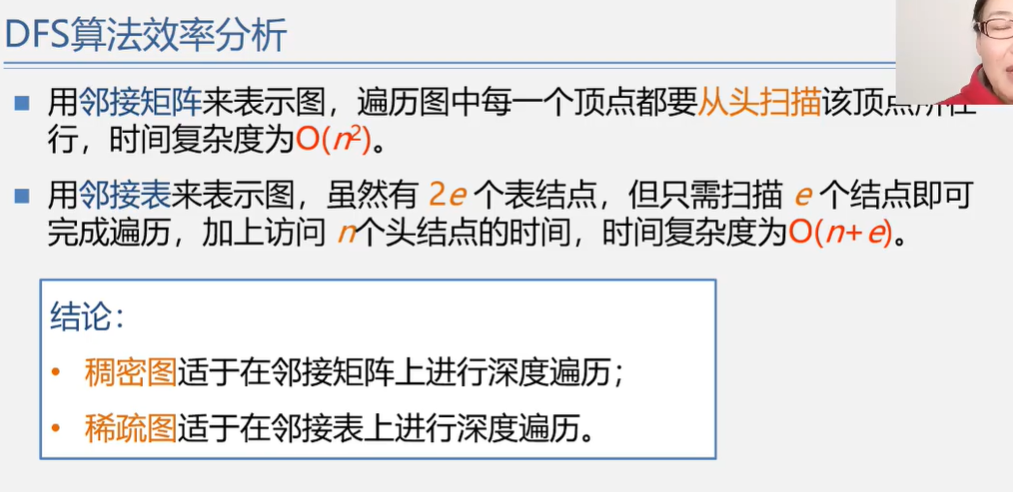 DFS算法效率分析
用邻接矩阵来表示图，遍历图中每一个顶点都要从头扫描该顶点所在
行，时间复杂度为O(n²)。
用邻接表来表示图，虽然有 2e 个表结点，但只需扫描 e 个结点即可
完成遍历，加上访问 n个头结点的时间，时间复杂度为O(n+e)。
结论：
• 稠密图适于在邻接矩阵上进行深度遍历；
• 稀疏图适于在邻接表上进行深度遍历。